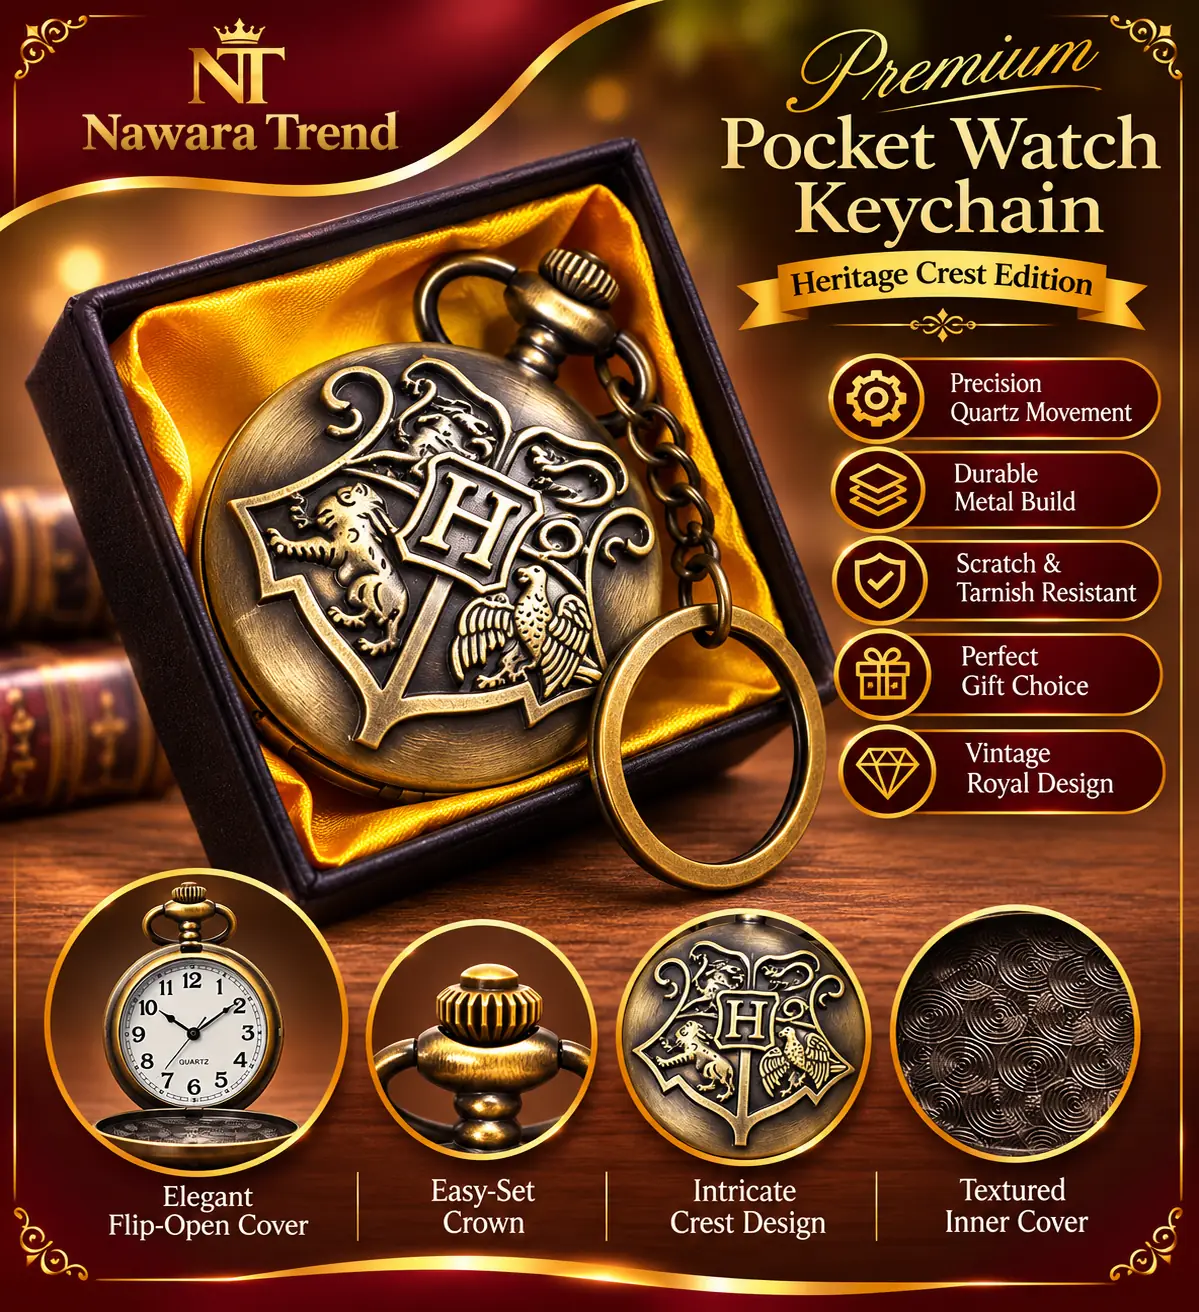 NT
Nawara Trend
Premium
Pocket Watch
Keychain
Heritage Crest Edition
Precision
Quartz Movement
Durable
Metal Build
Scratch &
Tarnish Resistant
Perfect
Gift Choice
Vintage
Royal Design
H
12
11
1
10
2
9
3
8
4
7
5
6
QUARTZ
H
Elegant
Flip-Open Cover
Easy-Set
Crown
Intricate
Crest Design
Textured
Inner Cover